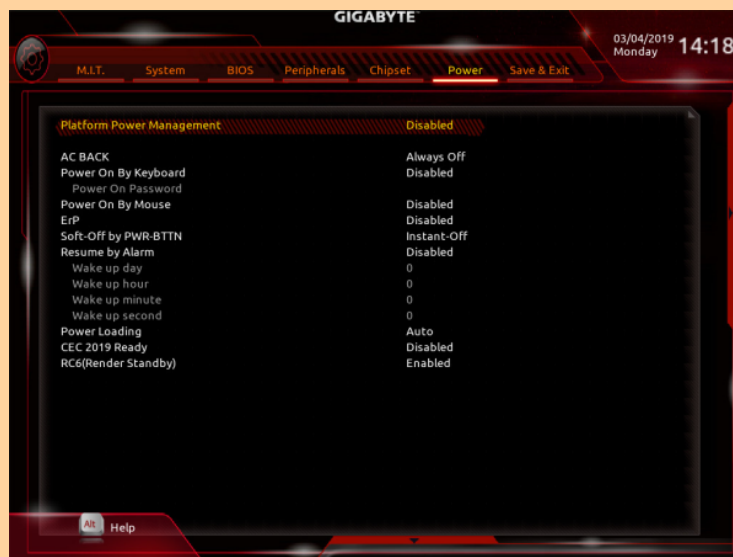 GIGABYTE
03/04/2019 14:18
Monday
M.I.T. System BIOS Peripherals Chipset Power Save & Exit
Platform Power Management Disabled
AC BACK Always Off
Power On By Keyboard Disabled
Power On Password
Power On By Mouse Disabled
ErP Disabled
Soft-Off by PWR-BTTN Instant-Off
Resume by Alarm Disabled
Wake up day 0
Wake up hour 0
Wake up minute 0
Wake up second 0
Power Loading Auto
CEC 2019 Ready Disabled
RC6(Render Standby) Enabled
Alt Help